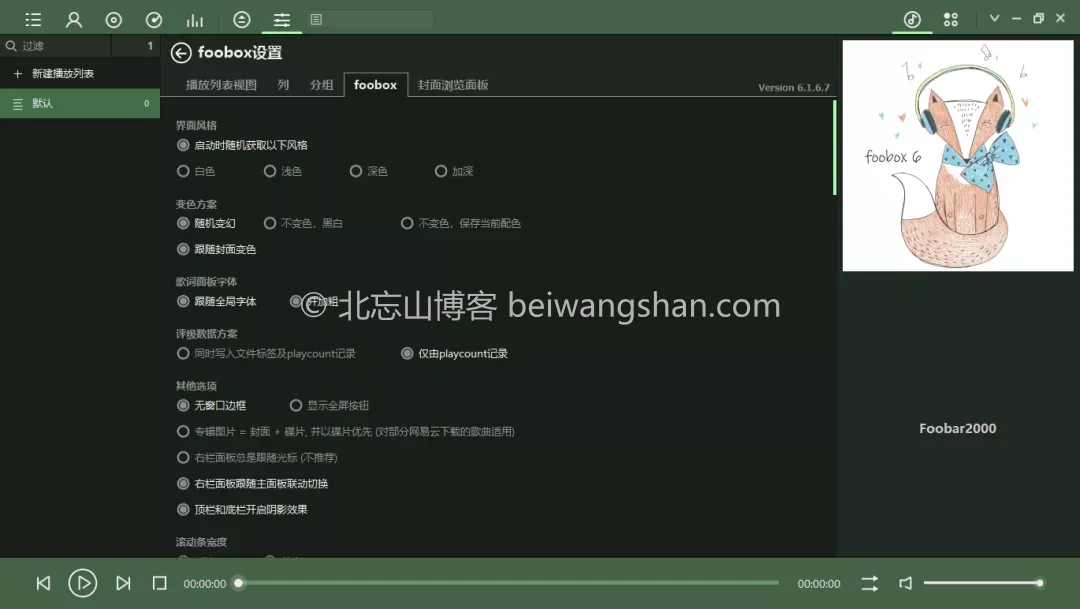 过滤 1
新建播放列表
默认 0
foobox设置
播放列表视图 列 分组 foobox 封面浏览面板
Version 6.1.6.7
界面风格
启动时随机获取以下风格
白色 浅色 深色 加深
变色方案
随机变幻 不变色，黑白 不变色，保存当前配色
跟随封面变色
歌词面板字体
跟随全局字体 并加粗
© 北忘山博客 beiwangshan.com
评级数据方案
同时写入文件标签及playcount记录 仅由playcount记录
其他选项
无窗口边框 显示全屏按钮
专辑图片 = 封面 + 碟片, 并以碟片优先 (对部分网易云下载的歌曲适用)
右栏面板总是跟随光标 (不推荐)
右栏面板跟随主面板联动切换
顶栏和底栏开启阴影效果
滚动条宽度
foobox 6
Foobar2000
00:00:00 00:00:00